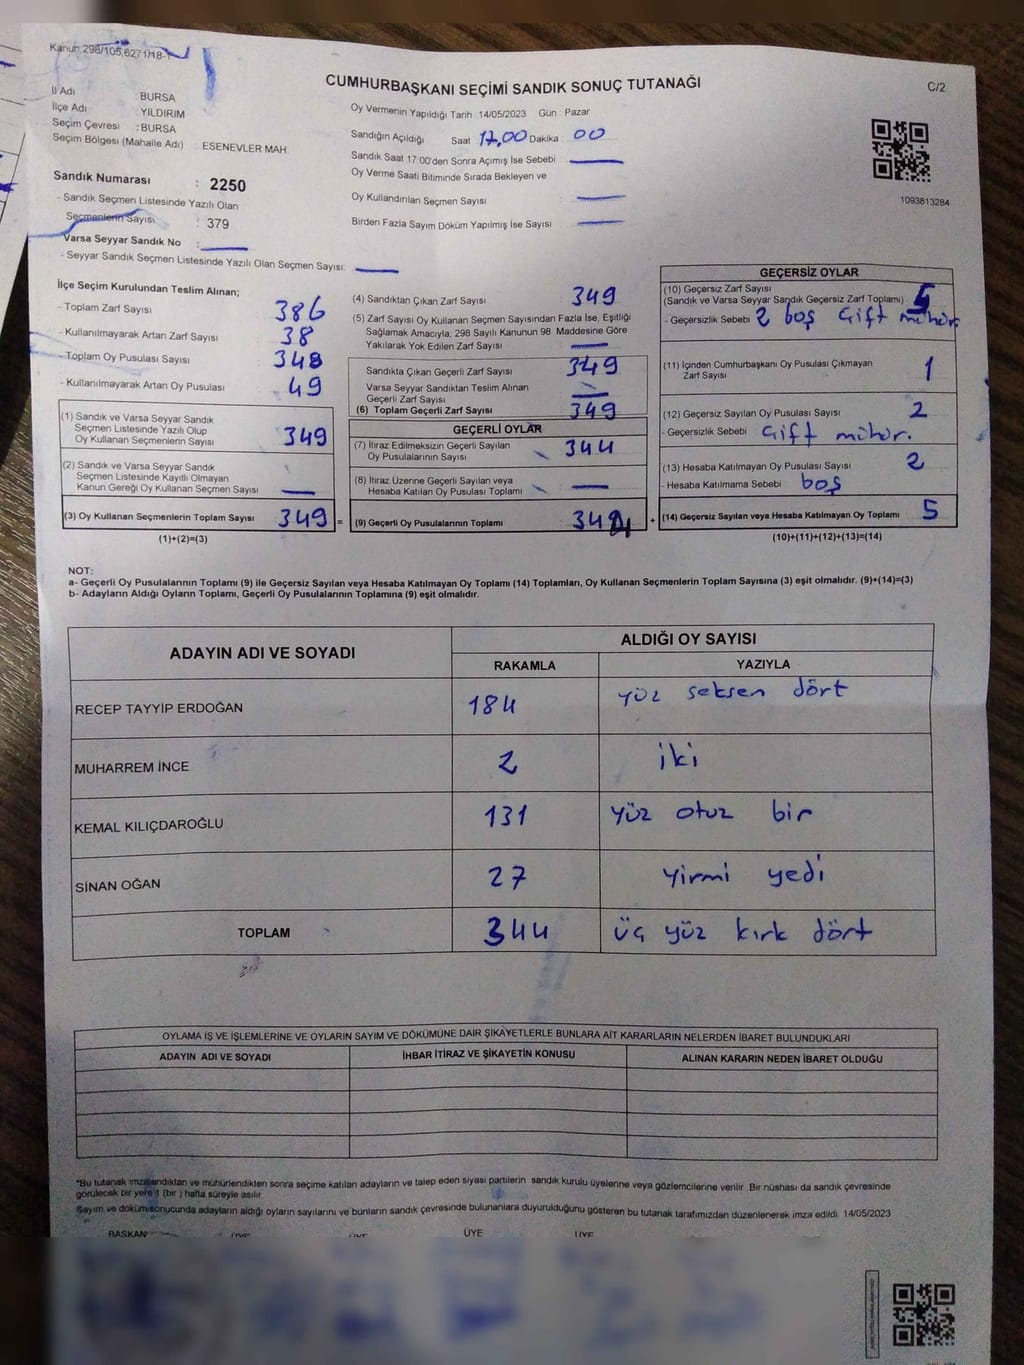 Kanun:298/105,6271/18-1
CUMHURBAŞKANI SEÇİMİ SANDIK SONUÇ TUTANAĞI
C/2
İl Adı : BURSA
İlçe Adı : YILDIRIM
Seçim Çevresi : BURSA
Seçim Bölgesi (Mahalle Adı) : ESENEVLER MAH.
Sandık Numarası : 2250
- Sandık Seçmen Listesinde Yazılı Olan
Seçmenlerin Sayısı : 379
Varsa Seyyar Sandık No :
- Seyyar Sandık Seçmen Listesinde Yazılı Olan Seçmen Sayısı:
Oy Vermenin Yapıldığı Tarih :14/05/2023 Gün : Pazar
Sandığın Açıldığı Saat 17.00 Dakika : 00
Sandık Saat 17:00'den Sonra Açımış İse Sebebi
Oy Verme Saati Bitiminde Sırada Bekleyen ve
Oy Kullandırılan Seçmen Sayısı :
Birden Fazla Sayım Döküm Yapılmış İse Sayısı :
1093813284
İlçe Seçim Kurulundan Teslim Alınan;
- Toplam Zarf Sayısı : 386
- Kullanılmayarak Artan Zarf Sayısı : 38
- Toplam Oy Pusulası Sayısı : 348
- Kullanılmayarak Artan Oy Pusulası : 49
(1) Sandık ve Varsa Seyyar Sandık
Seçmen Listesinde Yazılı Olup
Oy Kullanan Seçmenlerin Sayısı : 349
(2) Sandık ve Varsa Seyyar Sandık
Seçmen Listesinde Kayıtlı Olmayan
Kanun Gereği Oy Kullanan Seçmen Sayısı :
(3) Oy Kullanan Seçmenlerin Toplam Sayısı : 349 =
(1)+(2)=(3)
(4) Sandıktan Çıkan Zarf Sayısı : 349
(5) Zarf Sayısı Oy Kullanan Seçmen Sayısından Fazla İse, Eşitliği
Sağlamak Amacıyla, 298 Sayılı Kanunun 98 Maddesine Göre
Yakılarak Yok Edilen Zarf Sayısı :
Sandıkta Çıkan Geçerli Zarf Sayısı : 349
Varsa Seyyar Sandıktan Teslim Alınan
Geçerli Zarf Sayısı :
(6) Toplam Geçerli Zarf Sayısı : 349
GEÇERLİ OYLAR
(7) İtiraz Edilmeksizin Geçerli Sayılan
Oy Pusulalarının Sayısı : 344
(8) İtiraz Üzerine Geçerli Sayılan veya
Hesaba Katılan Oy Pusulası Toplamı :
(9) Geçerli Oy Pusulalarının Toplamı : 344 +
GEÇERSİZ OYLAR
(10) Geçersiz Zarf Sayısı
(Sandık ve Varsa Seyyar Sandık Geçersiz Zarf Toplamı) :
- Geçersizlik Sebebi : 2 boş Çift mühür.
(11) İçinden Cumhurbaşkanı Oy Pusulası Çıkmayan
Zarf Sayısı : 1
(12) Geçersiz Sayılan Oy Pusulası Sayısı : 2
- Geçersizlik Sebebi : Çift mühür.
(13) Hesaba Katılmayan Oy Pusulası Sayısı : 2
- Hesaba Katılmama Sebebi : boş
(14) Geçersiz Sayılan veya Hesaba Katılmayan Oy Toplamı : 5
(10)+(11)+(12)+(13)=(14)
NOT:
a- Geçerli Oy Pusulalarının Toplamı (9) ile Geçersiz Sayılan veya Hesaba Katılmayan Oy Toplamı (14) Toplamları, Oy Kullanan Seçmenlerin Toplam Sayısına (3) eşit olmalıdır. (9)+(14)=(3)
b- Adayların Aldığı Oyların Toplamı, Geçerli Oy Pusulalarının Toplamına (9) eşit olmalıdır.
ADAYIN ADI VE SOYADI ALDIĞI OY SAYISI
RAKAMLA YAZIYLA
RECEP TAYYİP ERDOĞAN 184 yüz seksen dört
MUHARREM İNCE 2 iki
KEMAL KILIÇDAROĞLU 131 yüz otuz bir
SİNAN OĞAN 27 yirmi yedi
TOPLAM 344 üç yüz kırk dört
OYLAMA İŞ VE İŞLEMLERİNE VE OYLARIN SAYIM VE DÖKÜMÜNE DAİR ŞİKAYETLERLE BUNLARA AİT KARARLARIN NELERDEN İBARET BULUNDUKLARI
ADAYIN ADI VE SOYADI İHBAR İTİRAZ VE ŞİKAYETİN KONUSU ALINAN KARARIN NEDEN İBARET OLDUĞU
*Bu tutanak imzalandıktan ve mühürlendikten sonra seçime katılan adayların ve talep eden siyasi partilerin sandık kurulu üyelerine veya gözlemcilerine verilir. Bir nüshası da sandık çevresinde
görülecek bir yere 1 (bir) hafta süreyle asılır.
Sayım ve döküm sonucunda adayların aldığı oyların sayılarını ve bunların sandık çevresinde bulunanlara duyurulduğunu gösteren bu tutanak tarafımızdan düzenlenerek imza edildi 14/05/2023
BAŞKAN ÜYE ÜYE ÜYE ÜYE